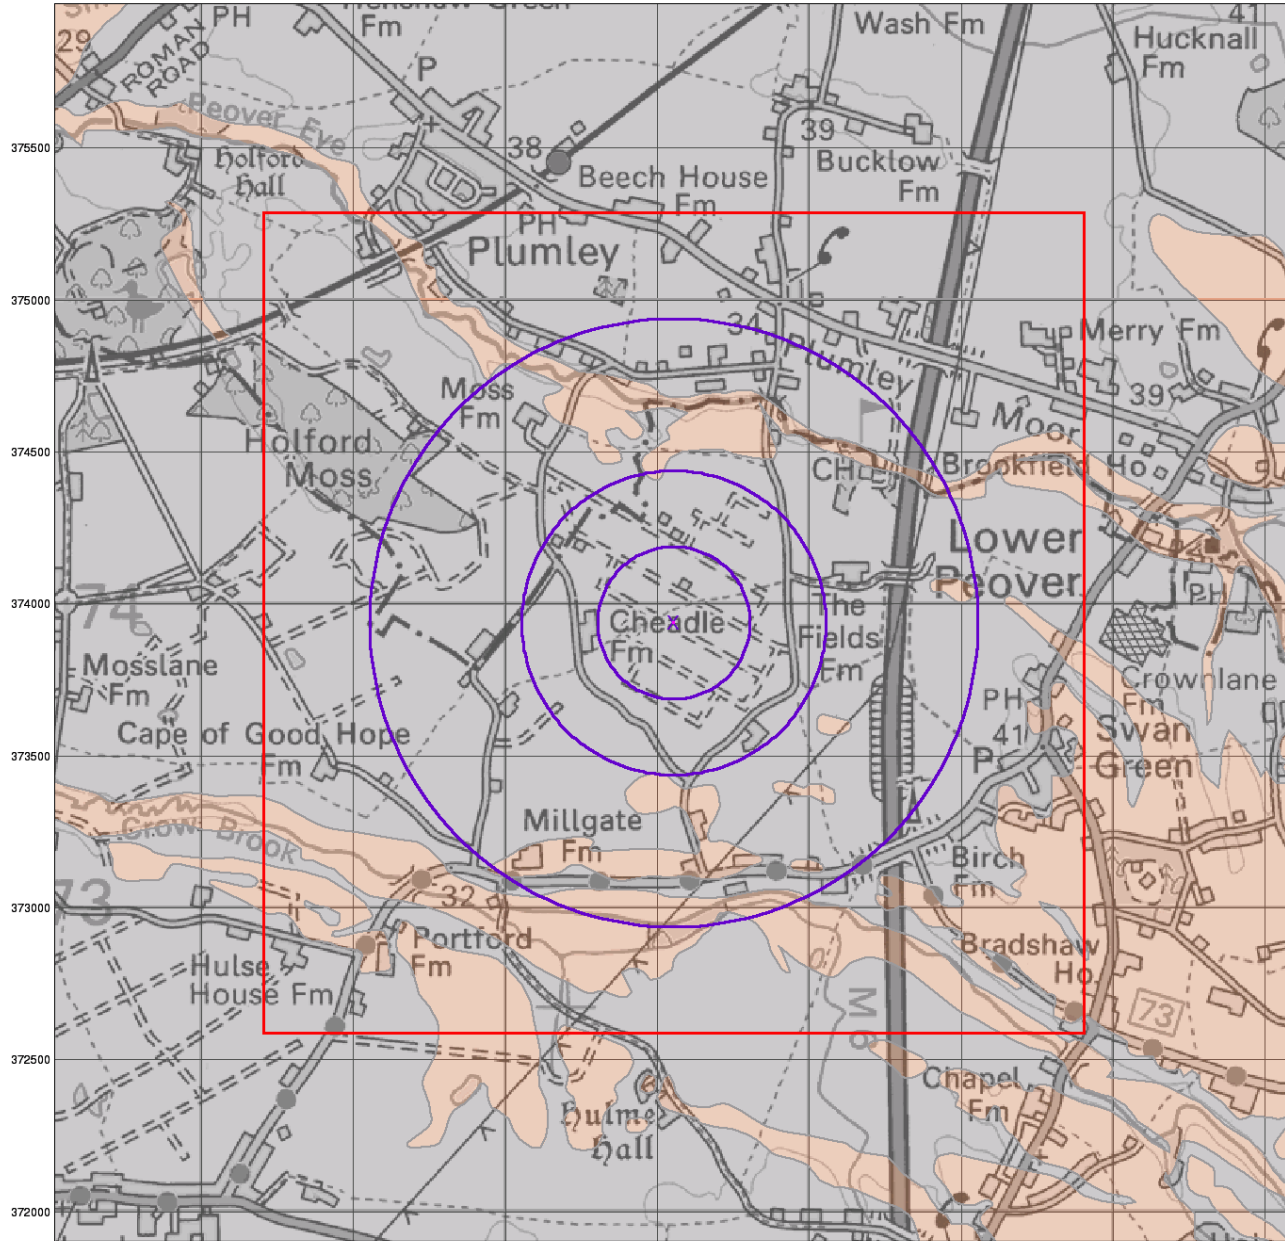 PH
Fm
Wash Fm
41
Hucknall
Fm
29
ROMAN
ROAD
P
Peover Eye
38
39
375500
Holford
Hall
Beech House
Fm
Bucklow
Fm
PH
Plumley
375000
34
Plumley
Merry Fm
Moss
Fm
39
Moor
374500
Holford
Moss
CH
Brookfield Ho
Lower
Peover
74
374000
PH
Cheadle
Fm
The
Fields
Fm
Mosslane
Fm
Crownlane
Fm
PH
Cape of Good Hope
Fm
41
Swan
Green
373500
P
Crow Brook
Millgate
Fm
Birch
Fm
73
32
373000
Portford
Fm
Bradshaw
Ho
Hulse
House Fm
M6
73
372500
Chapel
Fm
Hulme
Hall
372000